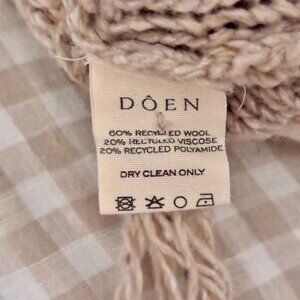 DÔEN
60% RECYCLED WOOL
20% RECYCLED VISCOSE
20% RECYCLED POLYAMIDE
DRY CLEAN ONLY